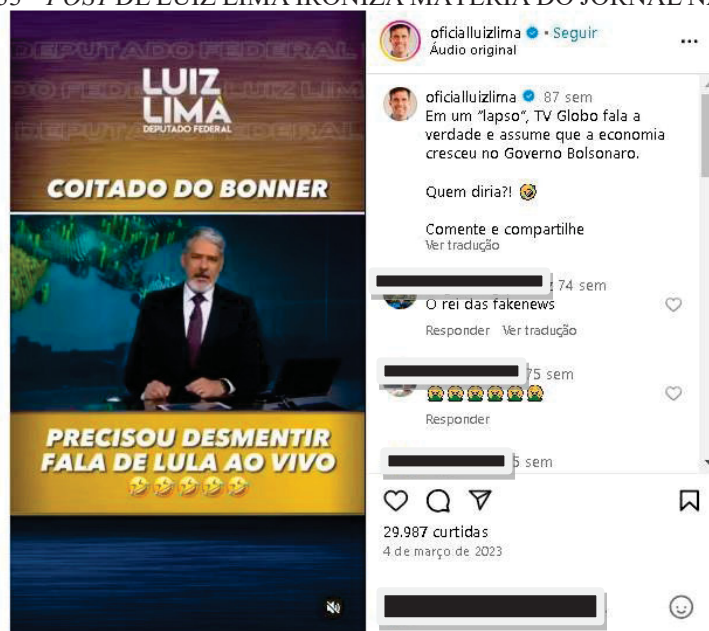 POST DE LUIZ LIMA IRONIZA MATÉRIA DO JORNAL
LUIZ
LIMA
DEPUTADO FEDERAL
COITADO DO BONNER
PRECISOU DESMENTIR
FALA DE LULA AO VIVO
oficialluizlima • Seguir
Áudio original
oficialluizlima 87 sem
Em um "lapso", TV Globo fala a
verdade e assume que a economia
cresceu no Governo Bolsonaro.
Quem diria?!
Comente e compartilhe
Ver tradução
74 sem
O rei das fakenews
Responder Ver tradução
75 sem
Responder
5 sem
29.987 curtidas
4 de março de 2023